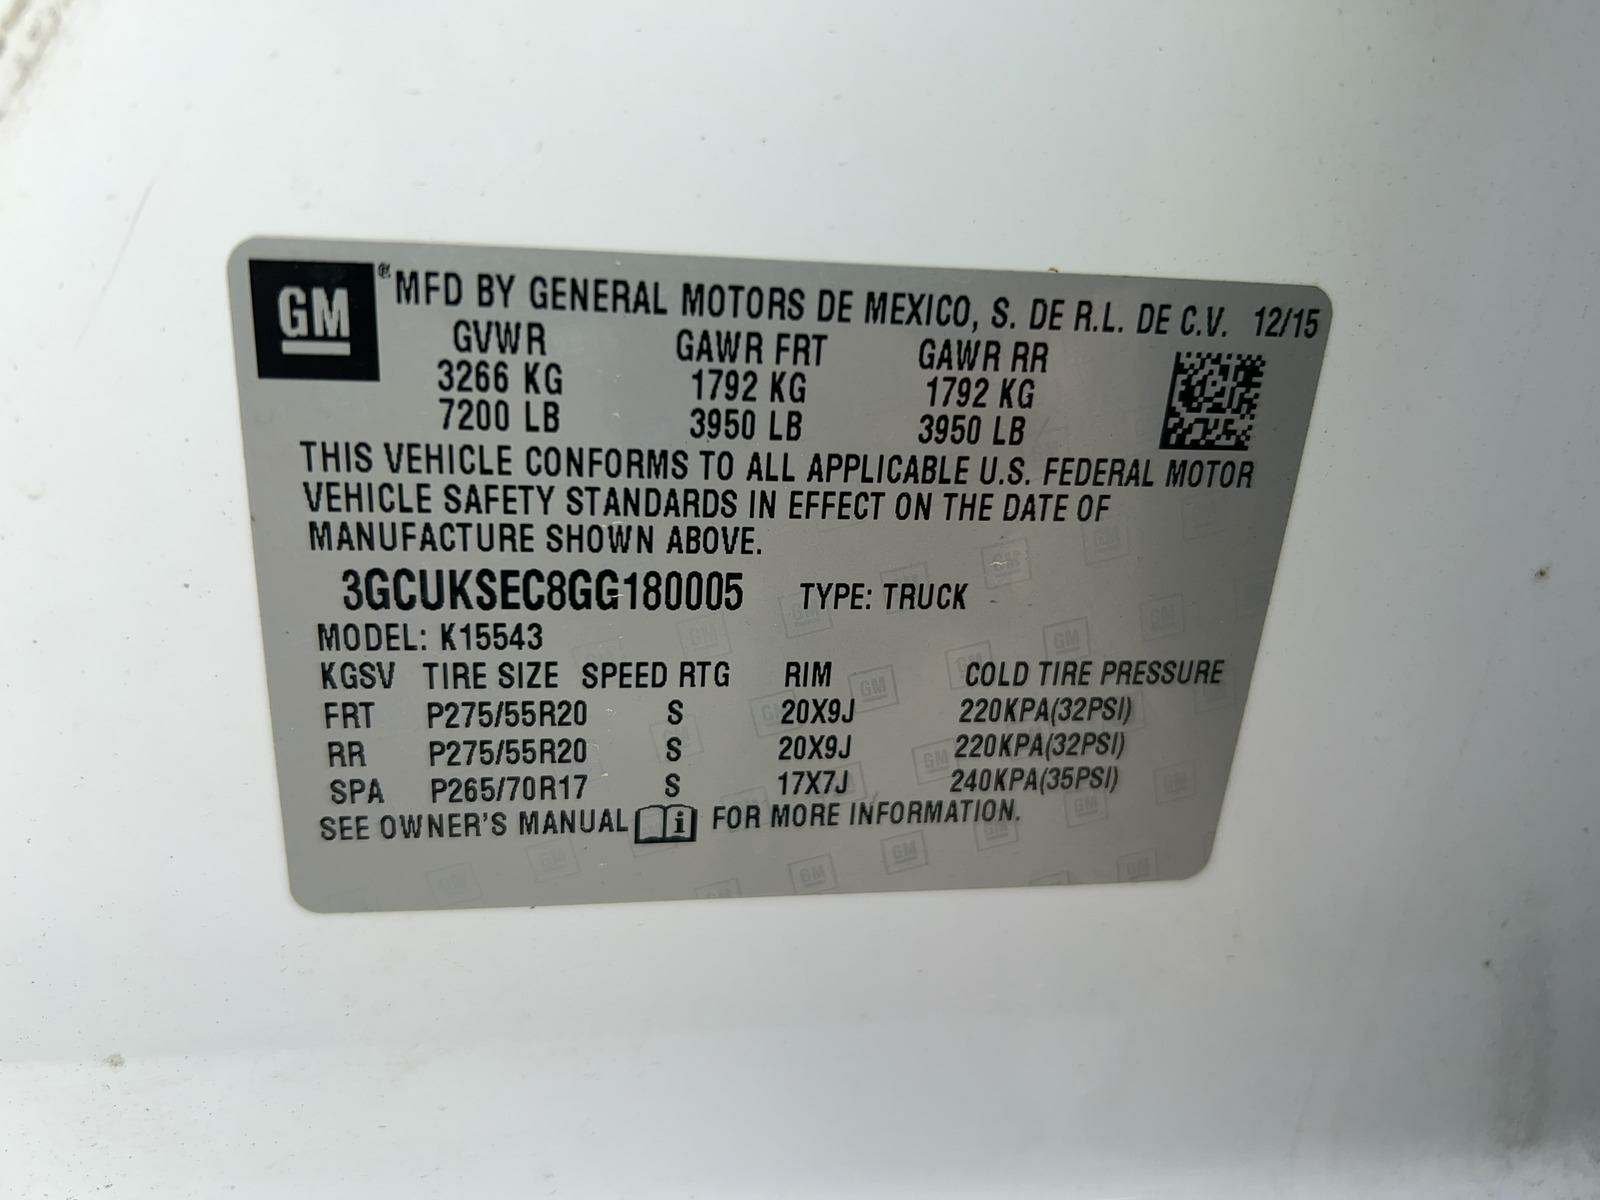 GM ® MFD BY GENERAL MOTORS DE MEXICO, S. DE R.L. DE C.V. 12/15
GVWR GAWR FRT GAWR RR
3266 KG 1792 KG 1792 KG
7200 LB 3950 LB 3950 LB
THIS VEHICLE CONFORMS TO ALL APPLICABLE U.S. FEDERAL MOTOR
VEHICLE SAFETY STANDARDS IN EFFECT ON THE DATE OF
MANUFACTURE SHOWN ABOVE.
3GCUKSEC8GG180005 TYPE: TRUCK
MODEL: K15543
KGSV TIRE SIZE SPEED RTG RIM COLD TIRE PRESSURE
FRT P275/55R20 S 20X9J 220KPA(32PSI)
RR P275/55R20 S 20X9J 220KPA(32PSI)
SPA P265/70R17 S 17X7J 240KPA(35PSI)
SEE OWNER'S MANUAL i FOR MORE INFORMATION.